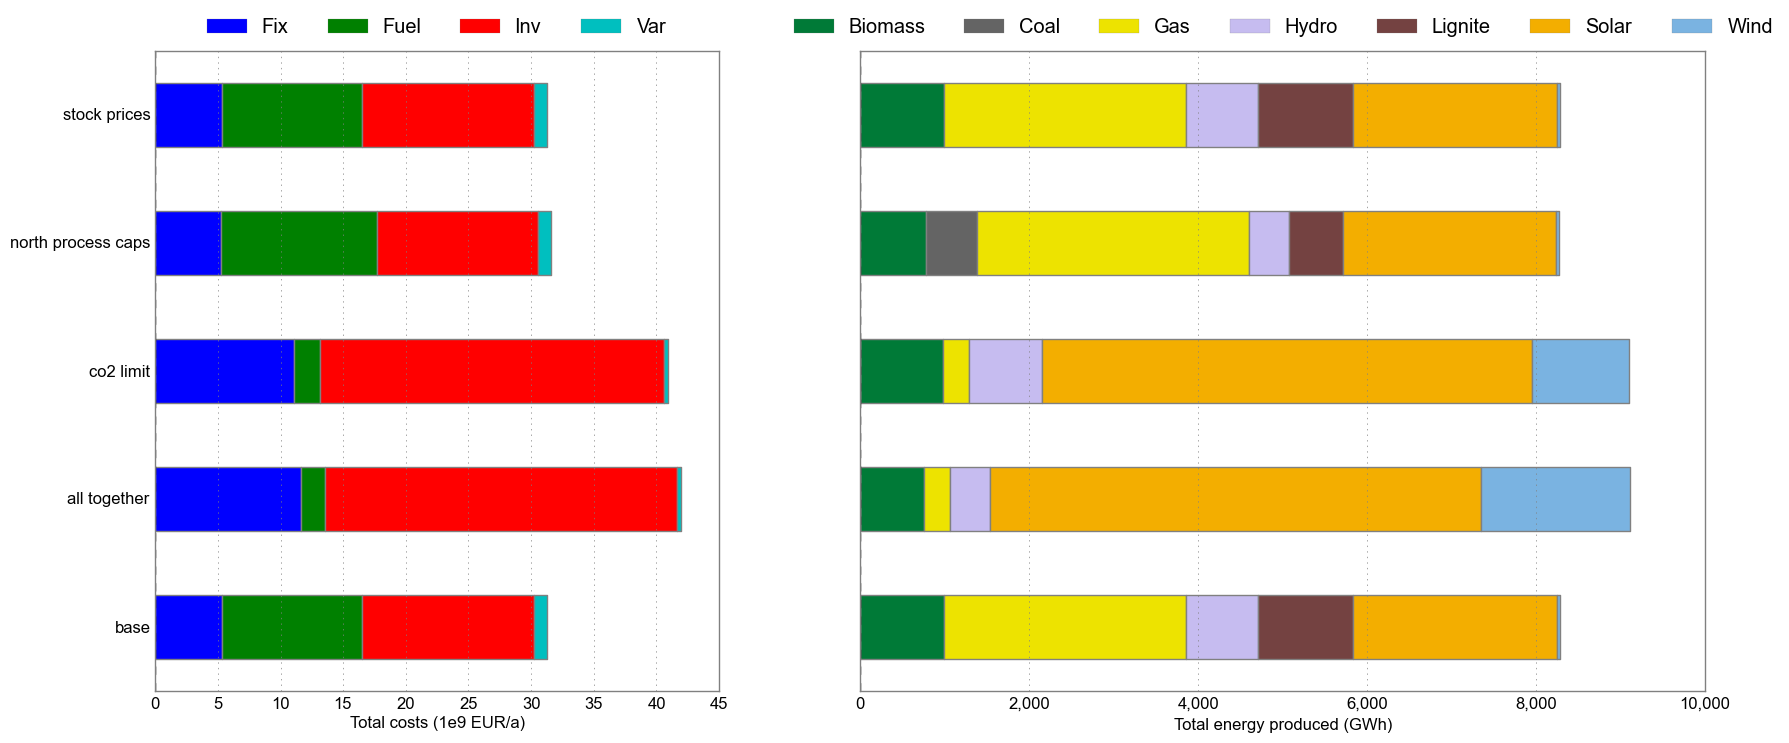 Fix Fuel Inv Var
Biomass Coal Gas Hydro Lignite Solar Wind
stock prices
north process caps
co2 limit
all together
base
0 5 10 15 20 25 30 35 40 45
Total costs (1e9 EUR/a)
0 2,000 4,000 6,000 8,000 10,000
Total energy produced (GWh)